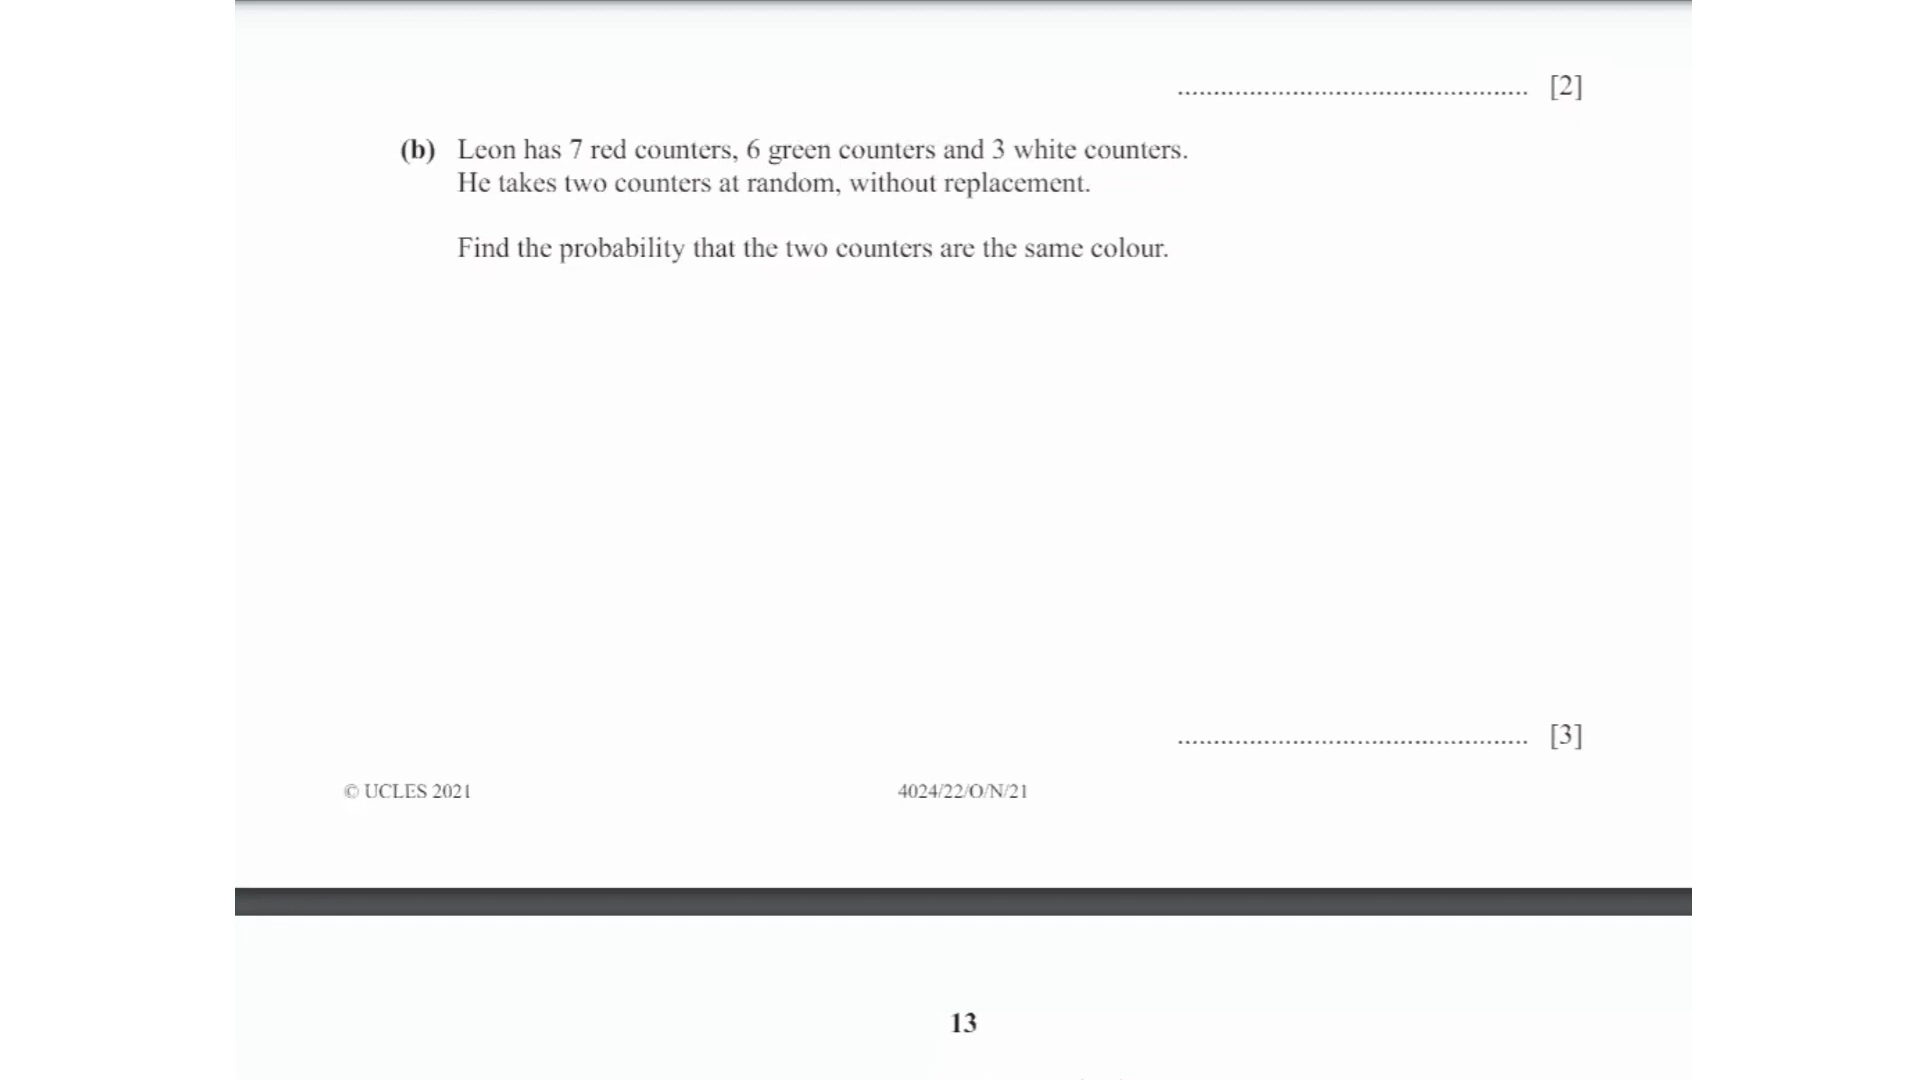 ................................................ [2]
(b) Leon has 7 red counters, 6 green counters and 3 white counters.
He takes two counters at random, without replacement.
Find the probability that the two counters are the same colour.
................................................ [3]
© UCLES 2021 4024/22/O/N/21
13